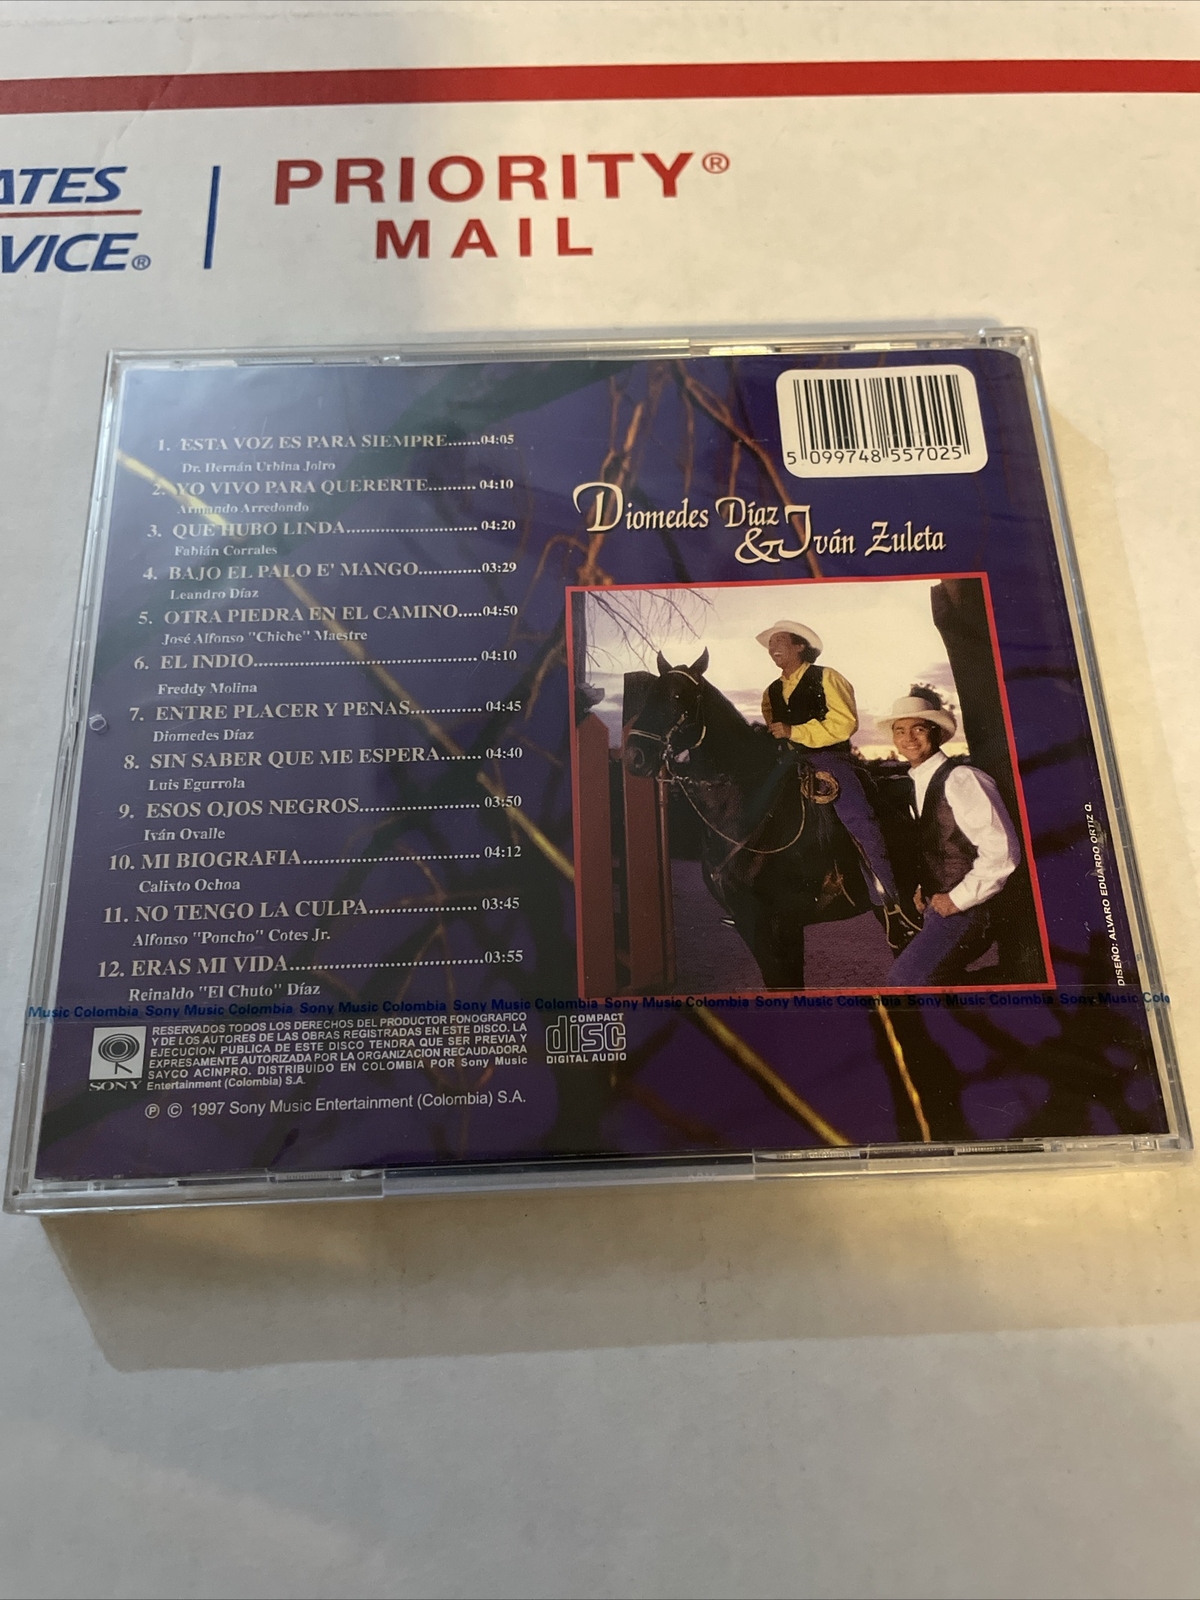 ATES
VICE®
PRIORITY®
MAIL
1. ESTA VOZ ES PARA SIEMPRE.......04:05
Dr. Hernán Urbina Joiro
2. YO VIVO PARA QUERERTE.......... 04:10
Armando Arredondo
3. QUE HUBO LINDA............................ 04:20
Fabián Corrales
4. BAJO EL PALO E' MANGO.............03:29
Leandro Díaz
5. OTRA PIEDRA EN EL CAMINO.....04:50
José Alfonso "Chiche" Maestre
6. EL INDIO............................................... 04:10
Freddy Molina
7. ENTRE PLACER Y PENAS............... 04:45
Diomedes Díaz
8. SIN SABER QUE ME ESPERA........ 04:40
Luis Egurrola
9. ESOS OJOS NEGROS......................... 03:50
Iván Ovalle
10. MI BIOGRAFIA..................................... 04:12
Calixto Ochoa
11. NO TENGO LA CULPA...................... 03:45
Alfonso "Poncho" Cotes Jr.
12. ERAS MI VIDA.......................................03:55
Reinaldo "El Chuto" Díaz
5 099748 557025
Diomedes Díaz
& Iván Zuleta
DISEÑO: ALVARO EDUARDO ORTIZ Q.
Music Colombia Sony Music Colombia Sony Music Colombia Sony Music Colombia Sony Music Colombia Sony Music Colombia Sony Music Colombia Sony Music Colo
SONY
RESERVADOS TODOS LOS DERECHOS DEL PRODUCTOR FONOGRAFICO
Y DE LOS AUTORES DE LAS OBRAS REGISTRADAS EN ESTE DISCO. LA
EJECUCION PUBLICA DE ESTE DISCO TENDRA QUE SER PREVIA Y
EXPRESAMENTE AUTORIZADA POR LA ORGANIZACION RECAUDADORA
SAYCO ACINPRO. DISTRIBUIDO EN COLOMBIA POR Sony Music
Entertainment (Colombia) S.A.
COMPACT
disc
DIGITAL AUDIO
℗ © 1997 Sony Music Entertainment (Colombia) S.A.